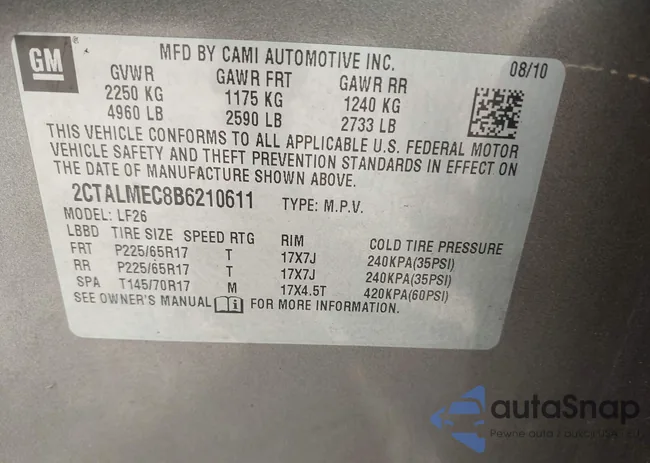 GM
MFD BY CAMI AUTOMOTIVE INC.
08/10
GVWR GAWR FRT GAWR RR
2250 KG 1175 KG 1240 KG
4960 LB 2590 LB 2733 LB
THIS VEHICLE CONFORMS TO ALL APPLICABLE U.S. FEDERAL MOTOR
VEHICLE SAFETY AND THEFT PREVENTION STANDARDS IN EFFECT ON
THE DATE OF MANUFACTURE SHOWN ABOVE.
2CTALMEC8B6210611 TYPE: M.P.V.
MODEL: LF26
LBBD TIRE SIZE SPEED RTG RIM COLD TIRE PRESSURE
FRT P225/65R17 T 17X7J 240KPA(35PSI)
RR P225/65R17 T 17X7J 240KPA(35PSI)
SPA T145/70R17 M 17X4.5T 420KPA(60PSI)
SEE OWNER'S MANUAL FOR MORE INFORMATION.
autaSnap
Pewne auta z